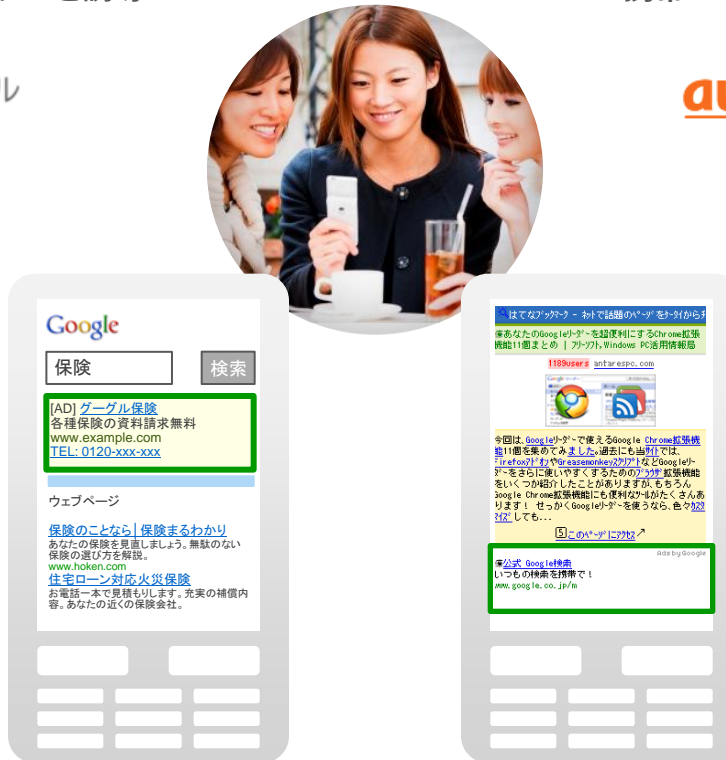 ル
au
Google
保険
検索
[AD] グーグル保険
各種保険の資料請求無料
www.example.com
TEL: 0120-xxx-xxx
ウェブページ
保険のことなら│保険まるわかり
あなたの保険を見直しましょう。無駄のない
保険の選び方を解説。
www.hoken.com
住宅ローン対応火災保険
お電話一本で見積もりします。充実の補償内
容。あなたの近くの保険会社。
はてなブックマーク - ネットで話題のページをケータイからチ
あなたのGoogleリーダーを超便利にするChrome拡張
機能11個まとめ | フリーソフト,Windows PC活用情報局
1189users antarespc.com
今回は、Googleリーダーで使えるGoogle Chrome拡張機
能11個を集めてみました。過去にも当サイトでは、
FirefoxアドオンやGreasemonkeyスクリプトなどGoogleリー
ダーをさらに使いやすくするためのブラウザ拡張機能
をいくつか紹介したことがありますが、もちろん
Google Chrome拡張機能にも便利なツールがたくさんあ
ります！ せっかくGoogleリーダーを使うなら、色々カスタ
マイズしても...
5このページにアクセス
Ads by Google
公式 Google検索
いつもの検索を携帯で！
www.google.co.jp/m